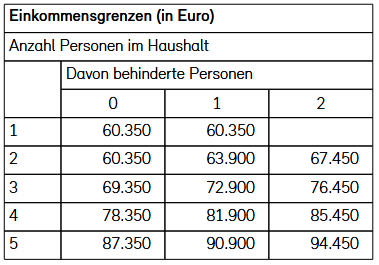 Einkommensgrenzen (in Euro)
Anzahl Personen im Haushalt
Davon behinderte Personen
0 1 2
1 60.350 60.350
2 60.350 63.900 67.450
3 69.350 72.900 76.450
4 78.350 81.900 85.450
5 87.350 90.900 94.450